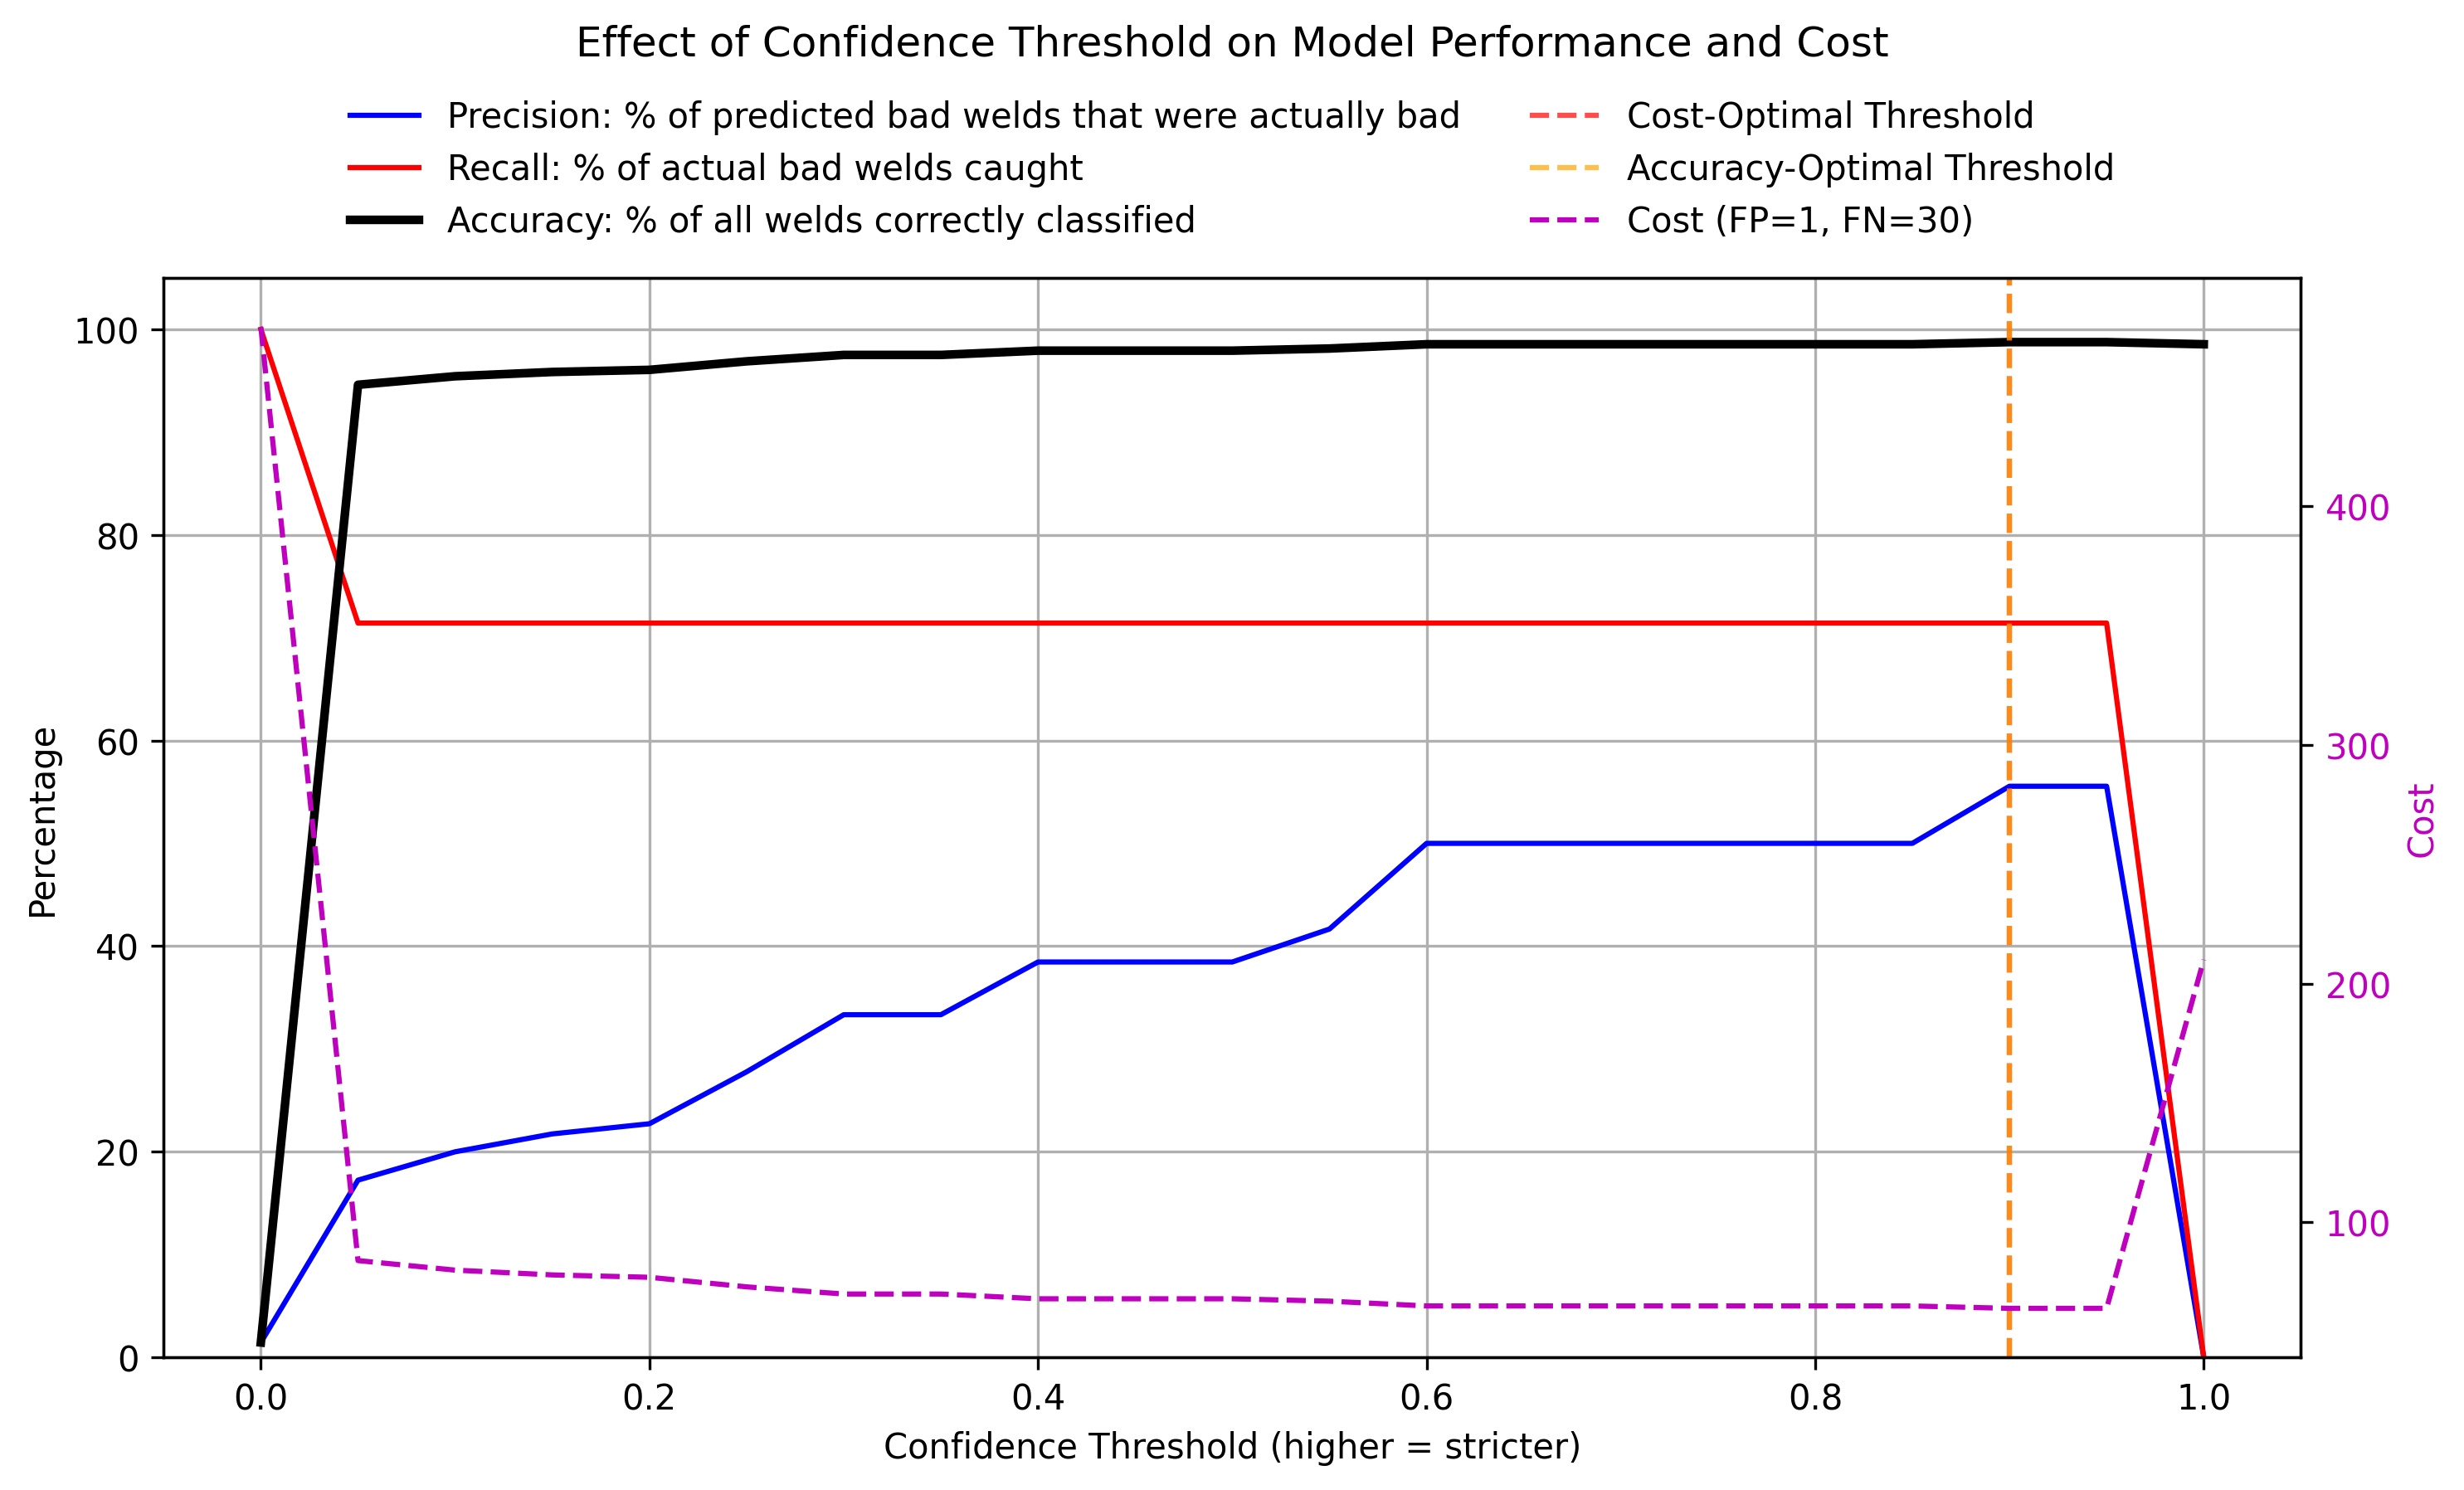 Effect of Confidence Threshold on Model Performance and Cost
Precision: % of predicted bad welds that were actually bad
Recall: % of actual bad welds caught
Accuracy: % of all welds correctly classified
Cost-Optimal Threshold
Accuracy-Optimal Threshold
Cost (FP=1, FN=30)
Percentage
100
80
60
40
20
0
0.0
0.2
0.4
0.6
0.8
1.0
Confidence Threshold (higher = stricter)
400
300
200
100
Cost